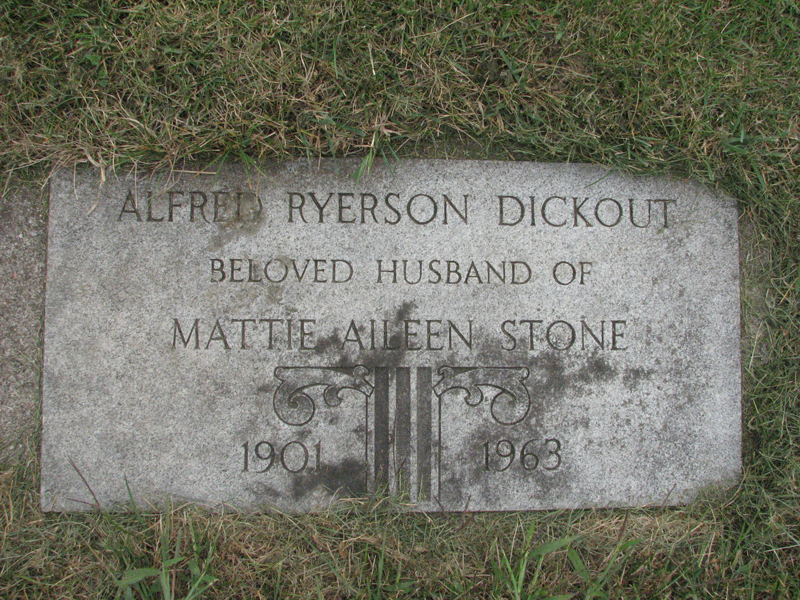 ALFRED RYERSON DICKOUT
BELOVED HUSBAND OF
MATTIE AILEEN STONE
1901 1963